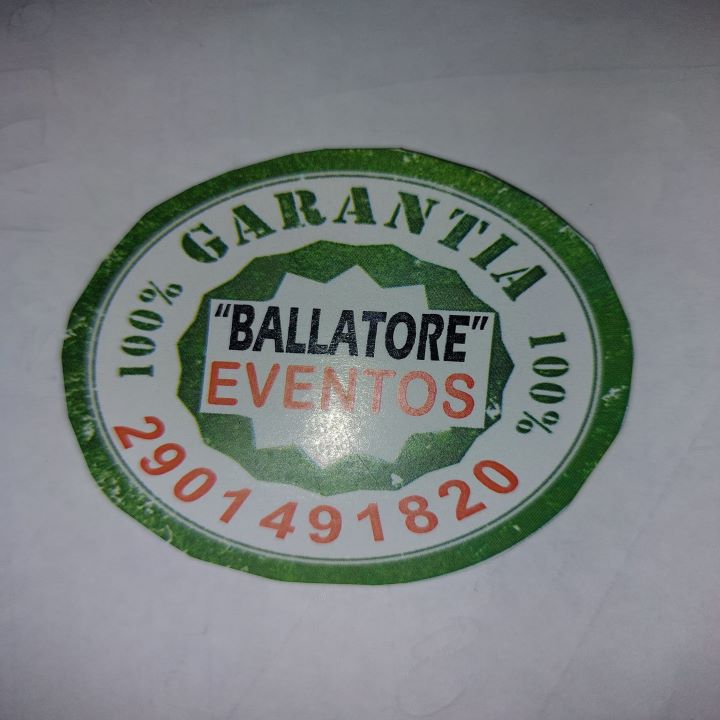 100% GARANTIA 100%
"BALLATORE"
EVENTOS
2901491820